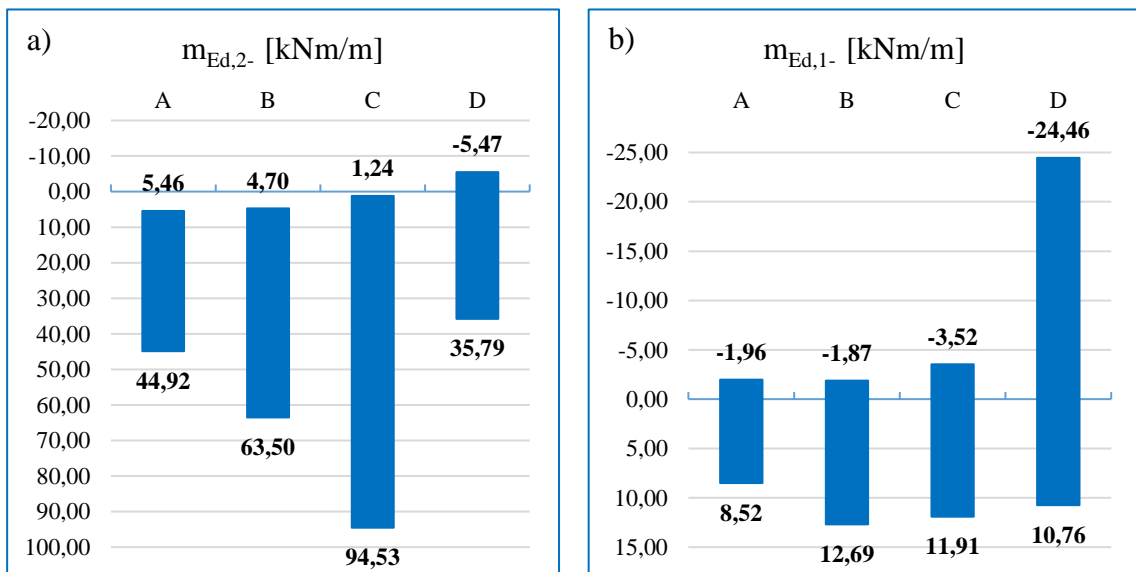 a)
m_Ed,2- [kNm/m]
A B C D
-20,00
-10,00
0,00
10,00
20,00
30,00
40,00
50,00
60,00
70,00
80,00
90,00
100,00
5,46 4,70 1,24 -5,47
44,92 63,50 94,53 35,79
b)
m_Ed,1- [kNm/m]
A B C D
-25,00
-20,00
-15,00
-10,00
-5,00
0,00
5,00
10,00
15,00
-1,96 -1,87 -3,52 -24,46
8,52 12,69 11,91 10,76